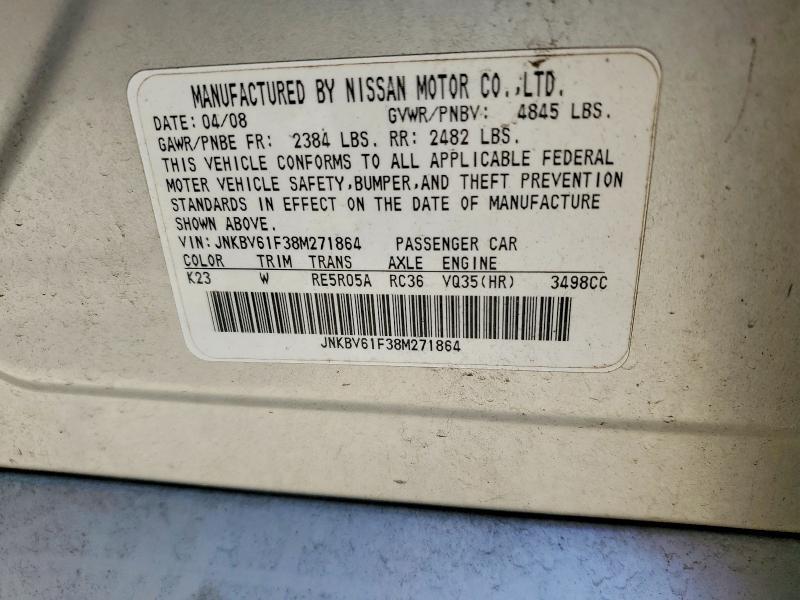 MANUFACTURED BY NISSAN MOTOR CO.,LTD.
DATE: 04/08 GVWR/PNBV: 4845 LBS.
GAWR/PNBE FR: 2384 LBS. RR: 2482 LBS.
THIS VEHICLE CONFORMS TO ALL APPLICABLE FEDERAL
MOTER VEHICLE SAFETY,BUMPER,AND THEFT PREVENTION
STANDARDS IN EFFECT ON THE DATE OF MANUFACTURE
SHOWN ABOVE.
VIN: JNKBV61F38M271864 PASSENGER CAR
COLOR TRIM TRANS AXLE ENGINE
K23 W RE5R05A RC36 VQ35(HR) 3498CC
JNKBV61F38M271864